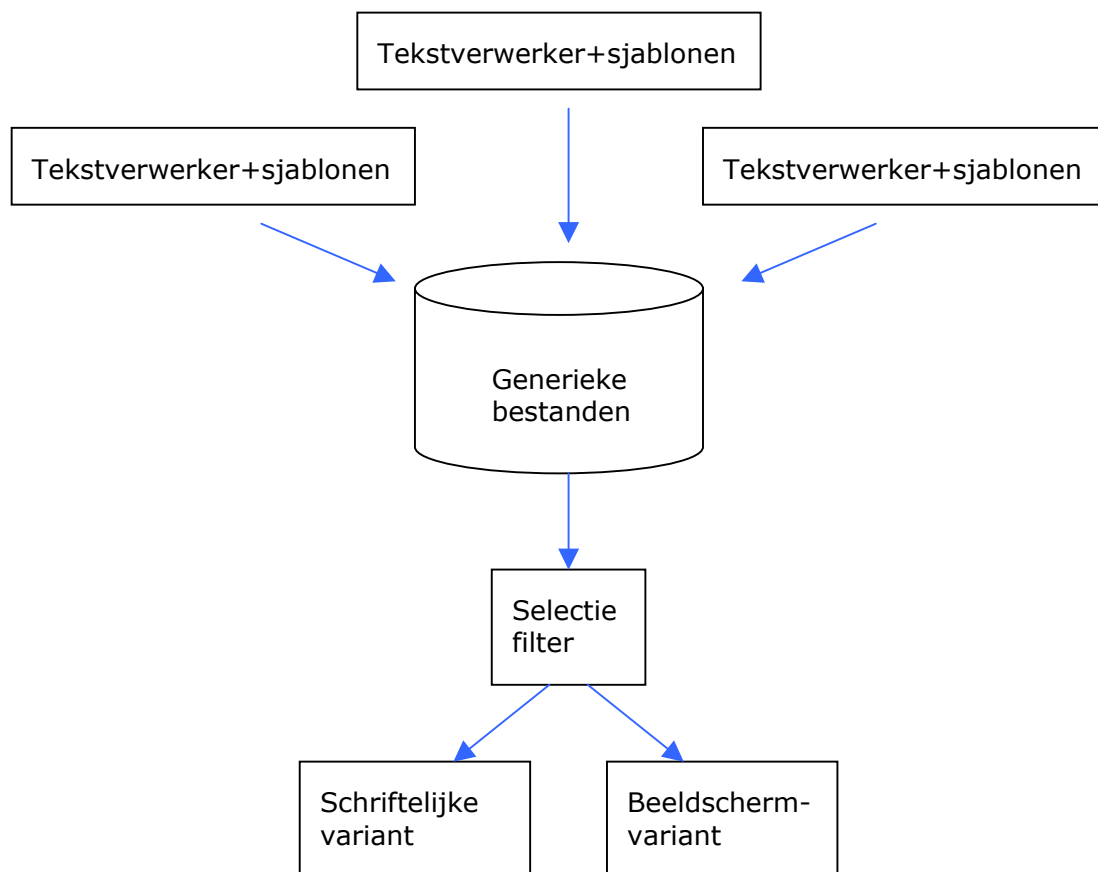 Tekstverwerker+sjablonen
Tekstverwerker+sjablonen
Tekstverwerker+sjablonen
Generieke
bestanden
Selectie
filter
Schriftelijke
variant
Beeldscherm-
variant